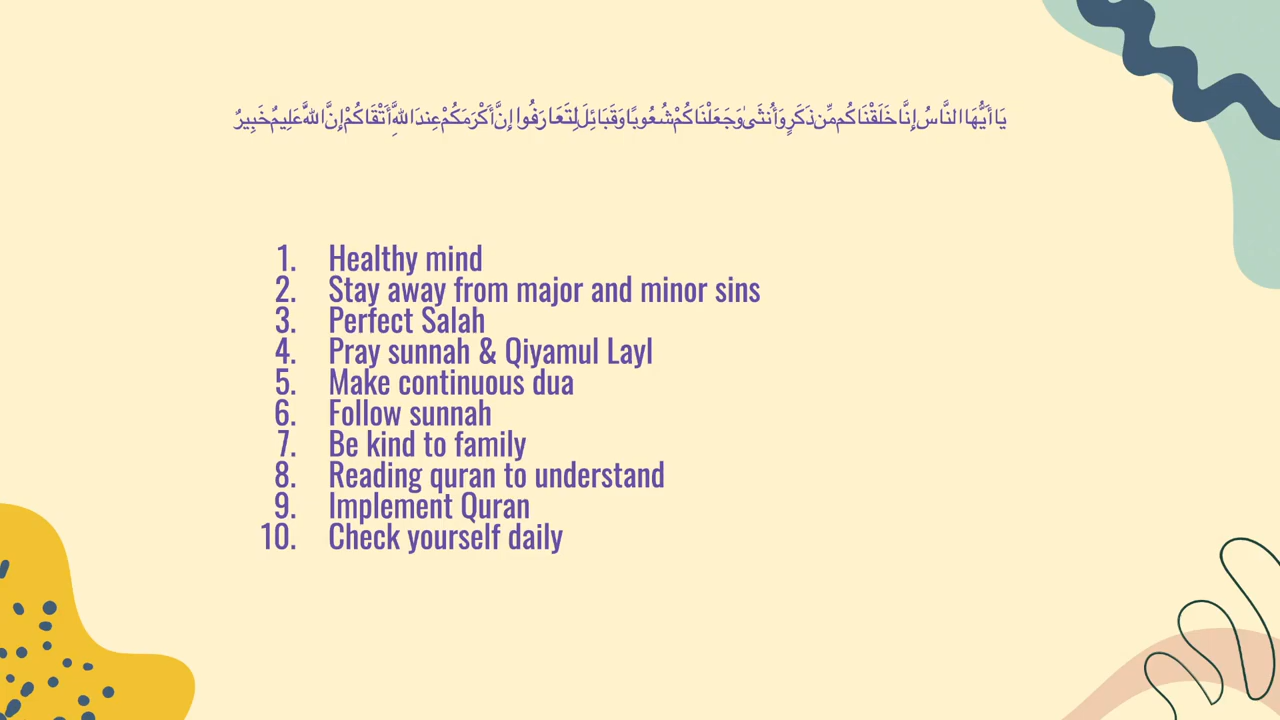 يَا أَيُّهَا النَّاسُ إِنَّا خَلَقْنَاكُم مِّن ذَكَرٍ وَأُنثَىٰ وَجَعَلْنَاكُمْ شُعُوبًا وَقَبَائِلَ لِتَعَارَفُوا إِنَّ أَكْرَمَكُمْ عِندَ اللَّهِ أَتْقَاكُمْ إِنَّ اللَّهَ عَلِيمٌ خَبِيرٌ
1. Healthy mind
2. Stay away from major and minor sins
3. Perfect Salah
4. Pray sunnah & Qiyamul Layl
5. Make continuous dua
6. Follow sunnah
7. Be kind to family
8. Reading quran to understand
9. Implement Quran
10. Check yourself daily